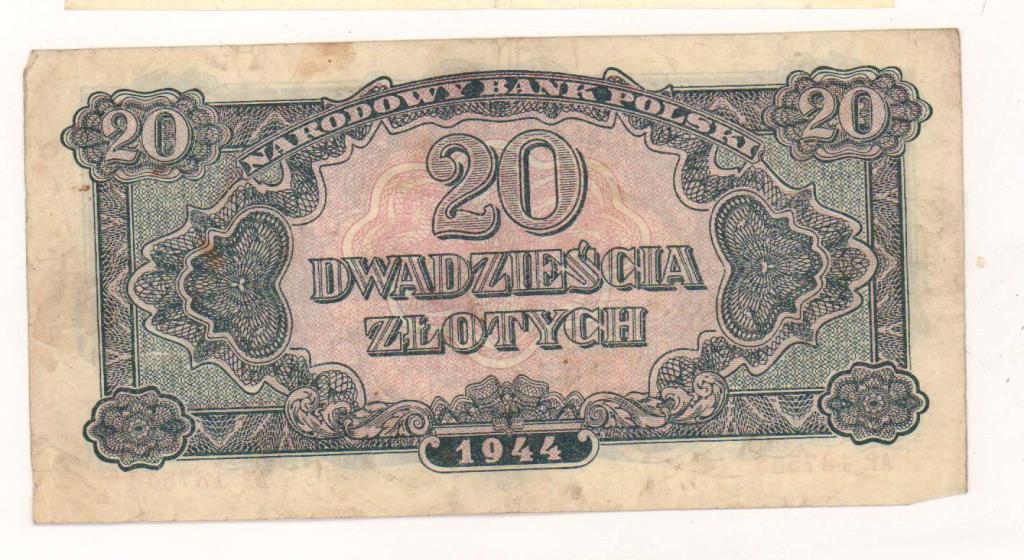 NARODOWY BANK POLSKI
20
20
20
DWADZIEŚCIA
ZŁOTYCH
1944